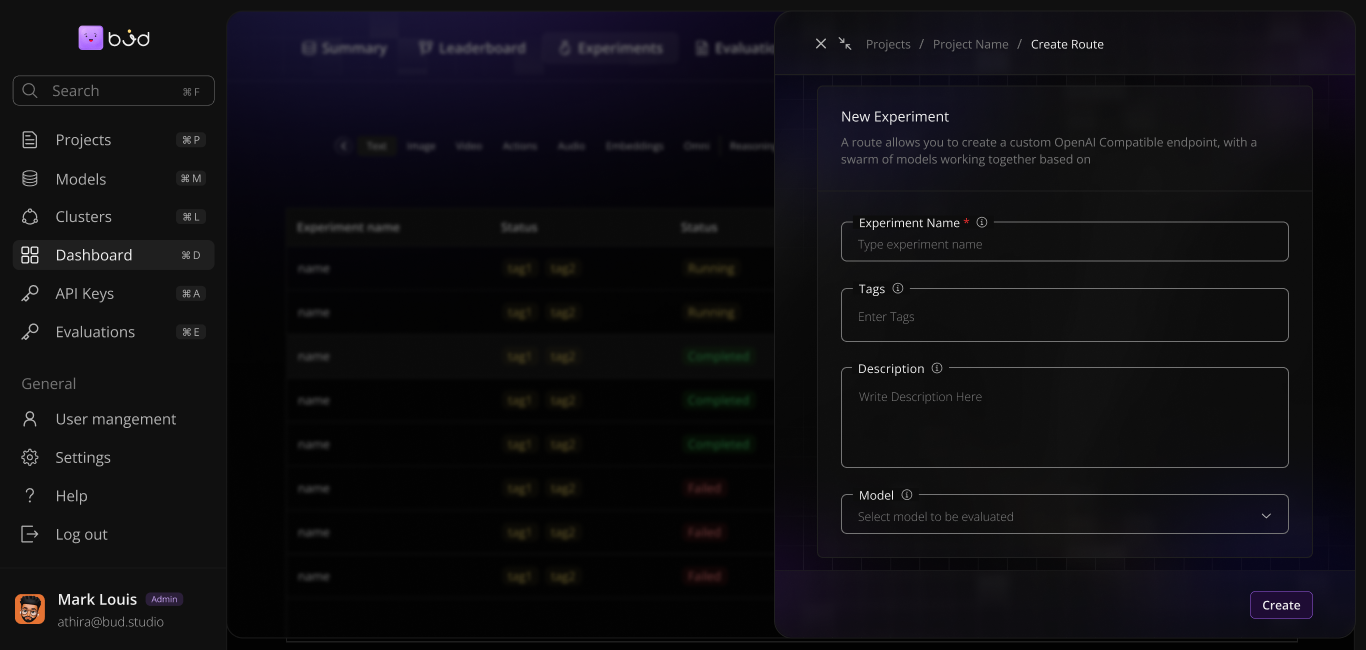 bud
Search ⌘ F
Projects ⌘ P
Models ⌘ M
Clusters ⌘ L
Dashboard ⌘ D
API Keys ⌘ A
Evaluations ⌘ E
General
User mangement
Settings
Help
Log out
Mark Louis Admin
athira@bud.studio
Summary Leaderboard Experiments
Text Image Video Actions Audio Embeddings Omni
Experiment name Status Status
name tag1 tag2 Running
name tag1 tag2 Running
name tag1 tag2 Completed
name tag1 tag2 Completed
name tag1 tag2 Completed
name tag1 tag2 Failed
name tag1 tag2 Failed
name tag1 tag2 Failed
Projects / Project Name / Create Route
New Experiment
A route allows you to create a custom OpenAI Compatible endpoint, with a
swarm of models working together based on
Experiment Name *
Type experiment name
Tags
Enter Tags
Description
Write Description Here
Model
Select model to be evaluated
Create